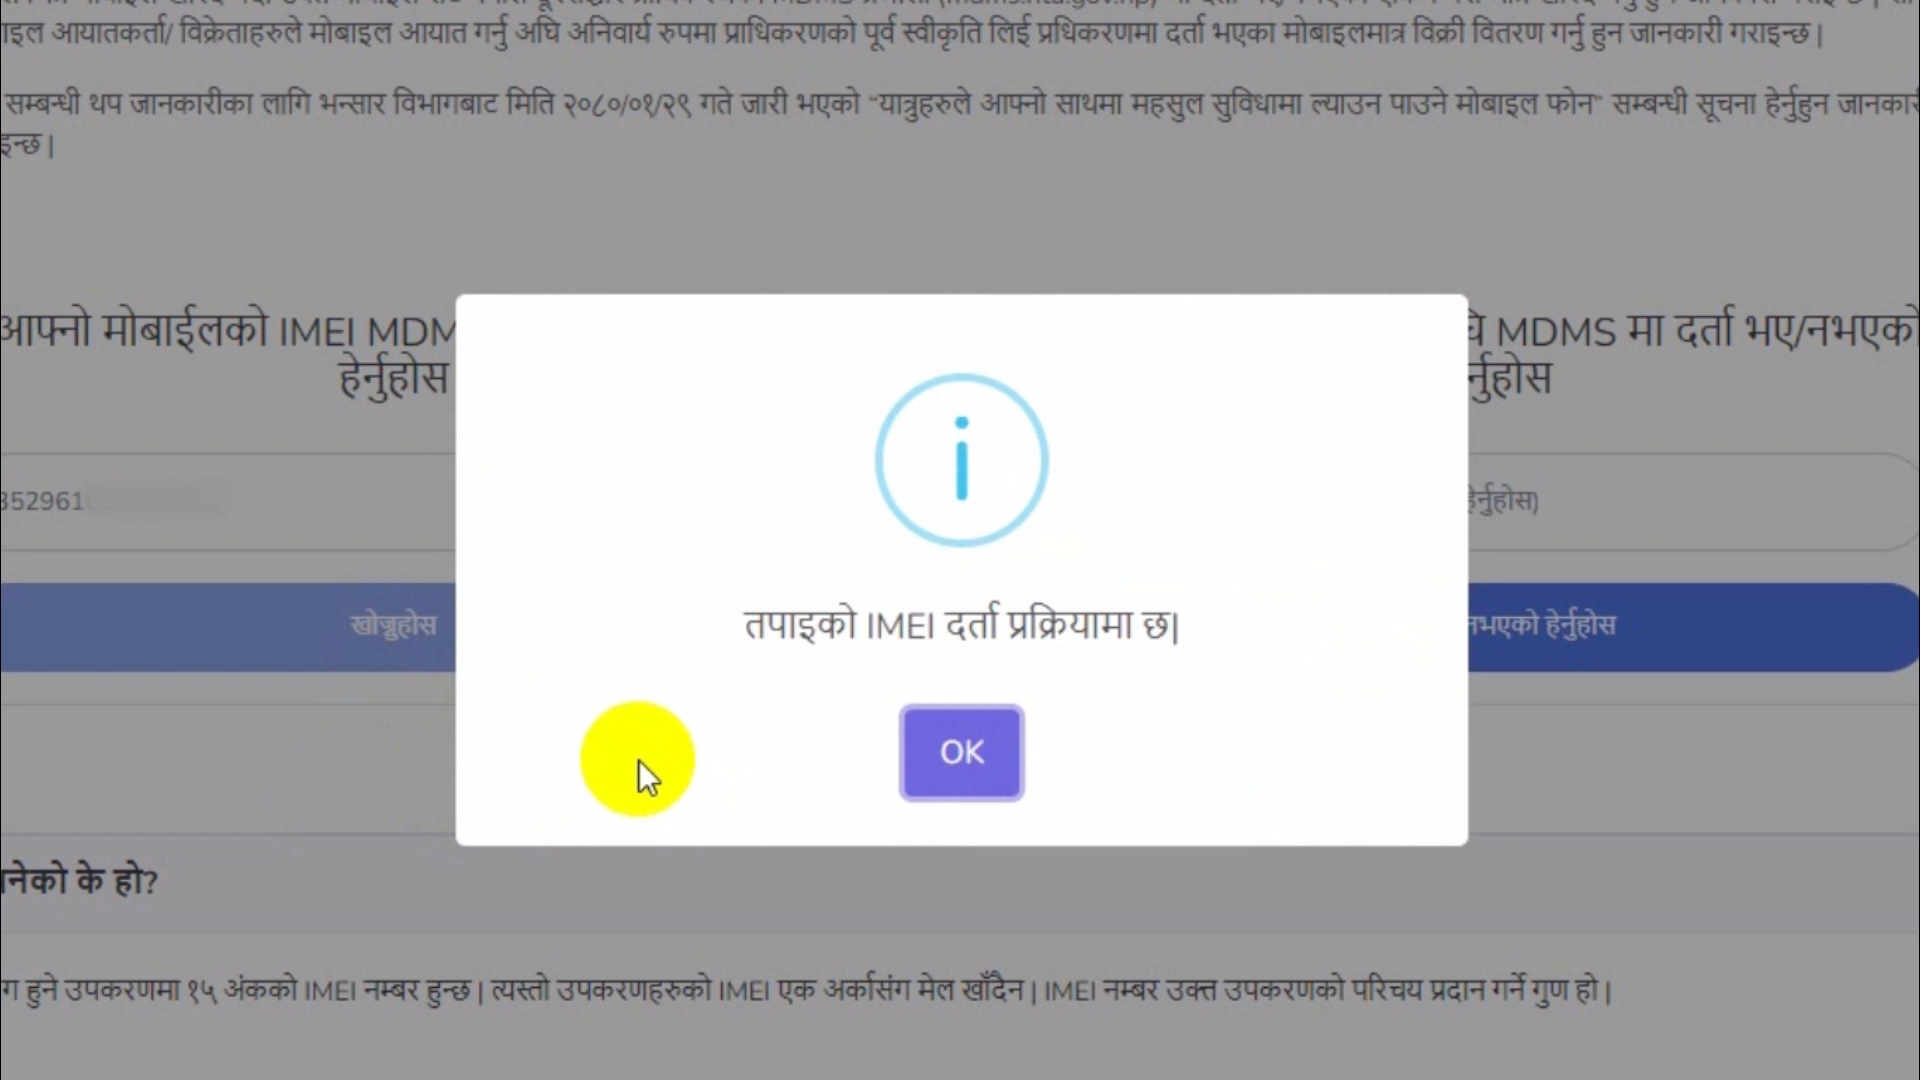 इल आयातकर्ता/ विक्रेताहरुले मोबाइल आयात गर्नु अघि अनिवार्य रुपमा प्राधिकरणको पूर्व स्वीकृति लिई प्रधिकरणमा दर्ता भएका मोबाइलमात्र विक्री वितरण गर्नु हुन जानकारी गराइन्छ |
सम्बन्धी थप जानकारीका लागि भन्सार विभागबाट मिति २०८०/०१/२९ गते जारी भएको “यात्रुहरुले आफ्नो साथमा महसुल सुविधामा ल्याउन पाउने मोबाइल फोन” सम्बन्धी सूचना हेर्नुहुन
इन्छ |
आफ्नो मोबाईलको IMEI MDM
हेर्नुहोस
MDMS मा दर्ता भए/नभएको
र्नुहोस
352961
हेर्नुहोस)
खोज्नुहोस
नभएको हेर्नुहोस
तपाइको IMEI दर्ता प्रक्रियामा छ|
OK
नेको के हो?
ग हुने उपकरणमा १५ अंकको IMEI नम्बर हुन्छ | त्यस्तो उपकरणहरुको IMEI एक अर्कासंग मेल खाँदैन | IMEI नम्बर उक्त उपकरणको परिचय प्रदान गर्ने गुण हो |